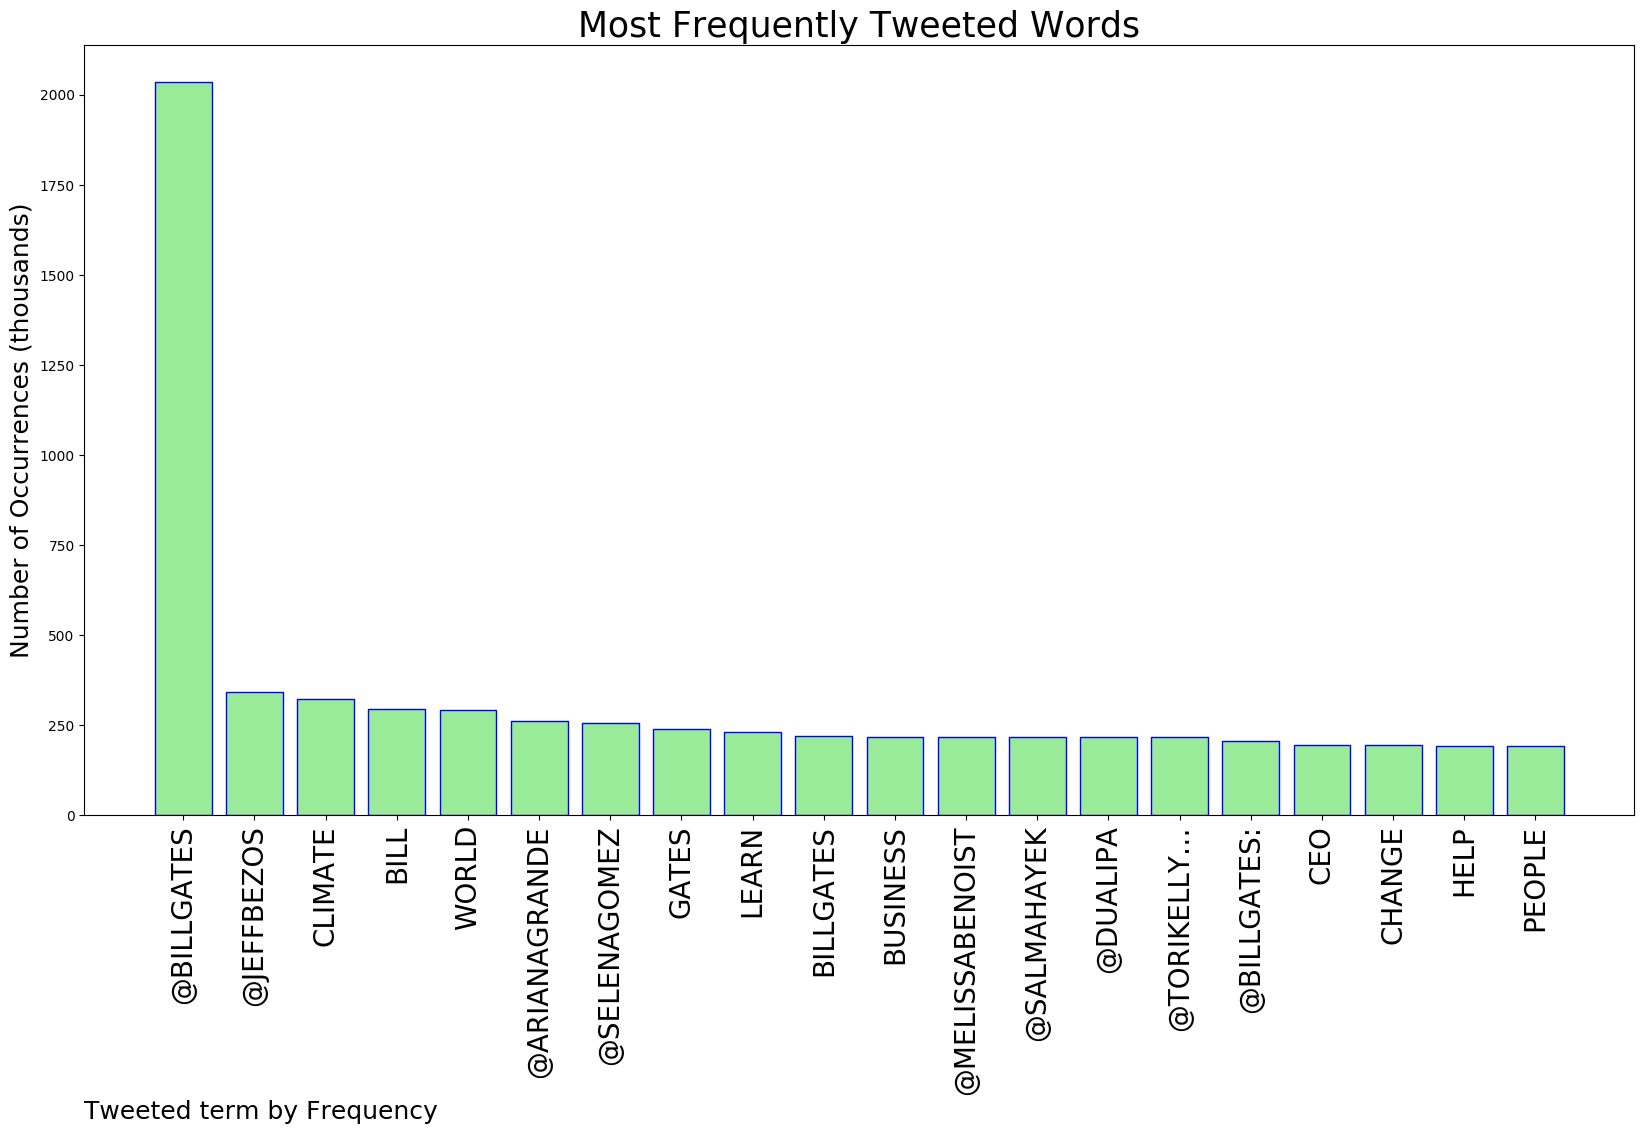 Most Frequently Tweeted Words
Number of Occurrences (thousands)
2000
1750
1500
1250
1000
750
500
250
0
@BILLGATES
@JEFFBEZOS
CLIMATE
BILL
WORLD
@ARIANAGRANDE
@SELENAGOMEZ
GATES
LEARN
BILLGATES
BUSINESS
@MELISSABENOIST
@SALMAHAYEK
@DUALIPA
@TORIKELLY...
@BILLGATES:
CEO
CHANGE
HELP
PEOPLE
Tweeted term by Frequency